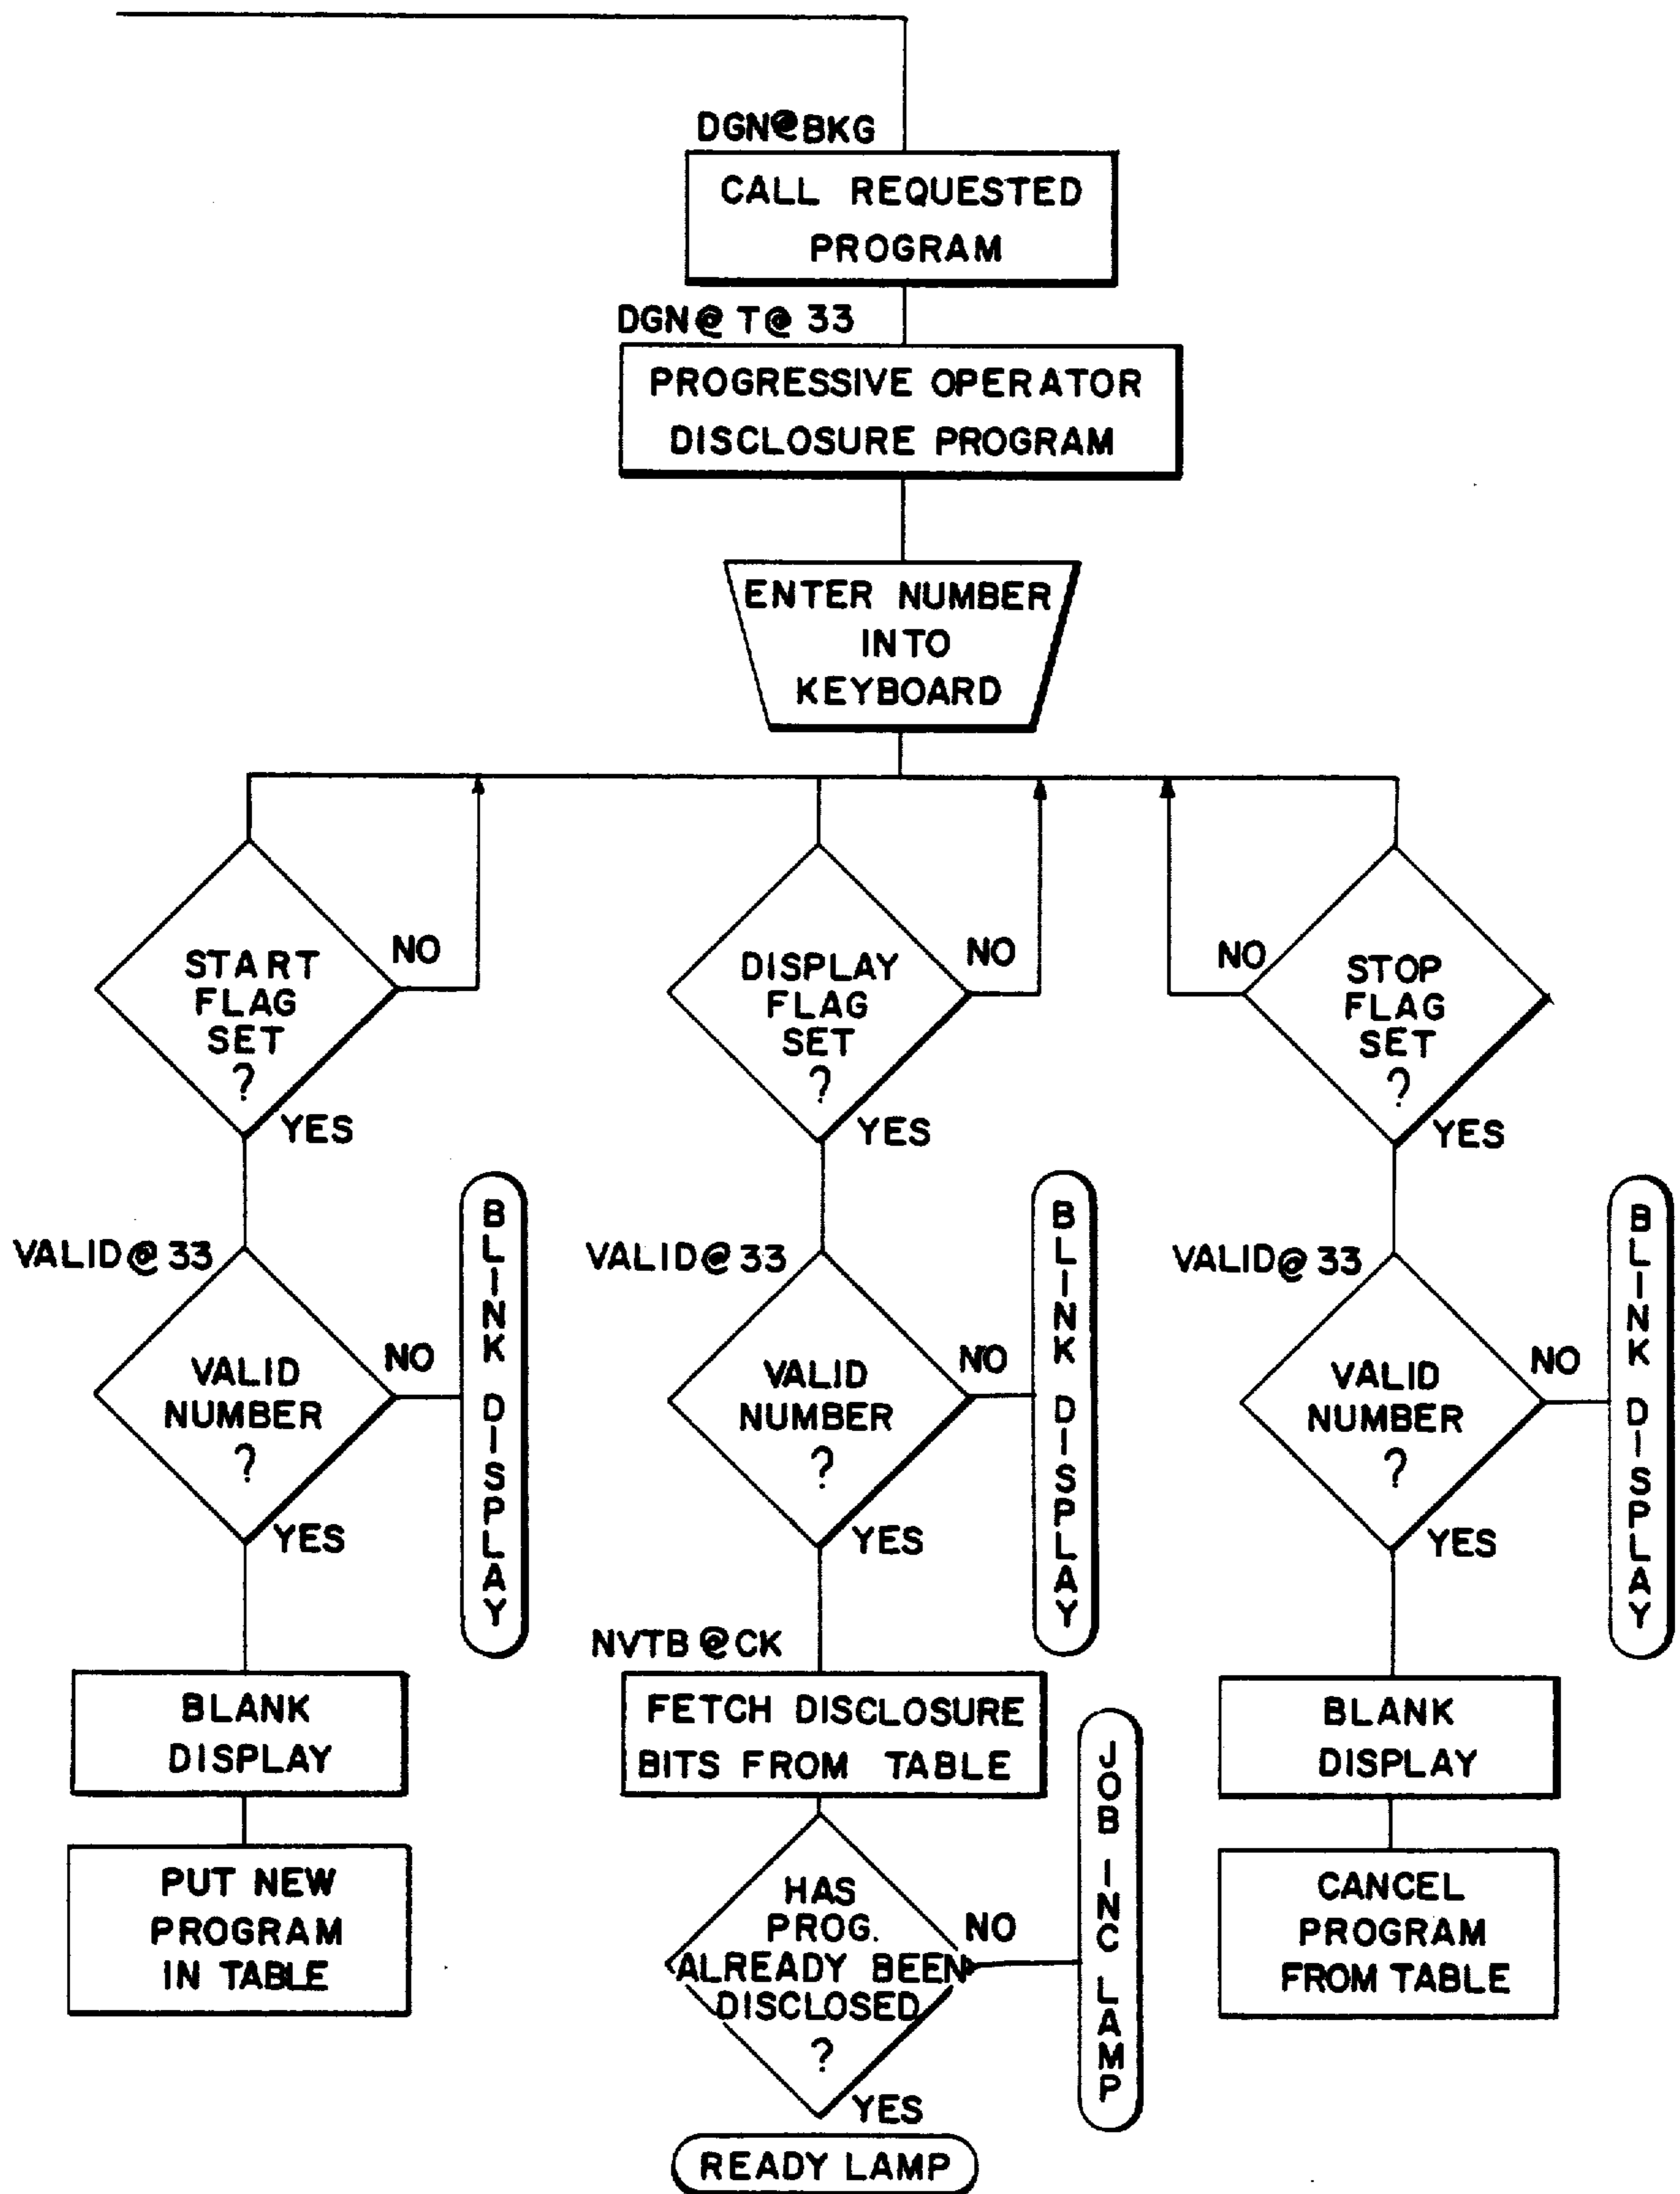 DGN@BKG
CALL REQUESTED
PROGRAM
DGN@T@33
PROGRESSIVE OPERATOR
DISCLOSURE PROGRAM
ENTER NUMBER
INTO
KEYBOARD
START
FLAG
SET
?
NO
YES
DISPLAY
FLAG
SET
?
NO
YES
NO
STOP
FLAG
SET
?
YES
VALID@33
VALID
NUMBER
?
NO
YES
BLINK DISPLAY
VALID@33
VALID
NUMBER
?
NO
YES
BLINK DISPLAY
VALID@33
VALID
NUMBER
?
NO
YES
BLINK DISPLAY
BLANK
DISPLAY
PUT NEW
PROGRAM
IN TABLE
NVTB@CK
FETCH DISCLOSURE
BITS FROM TABLE
HAS
PROG.
ALREADY BEEN
DISCLOSED
?
NO
YES
JOB INC LAMP
READY LAMP
BLANK
DISPLAY
CANCEL
PROGRAM
FROM TABLE